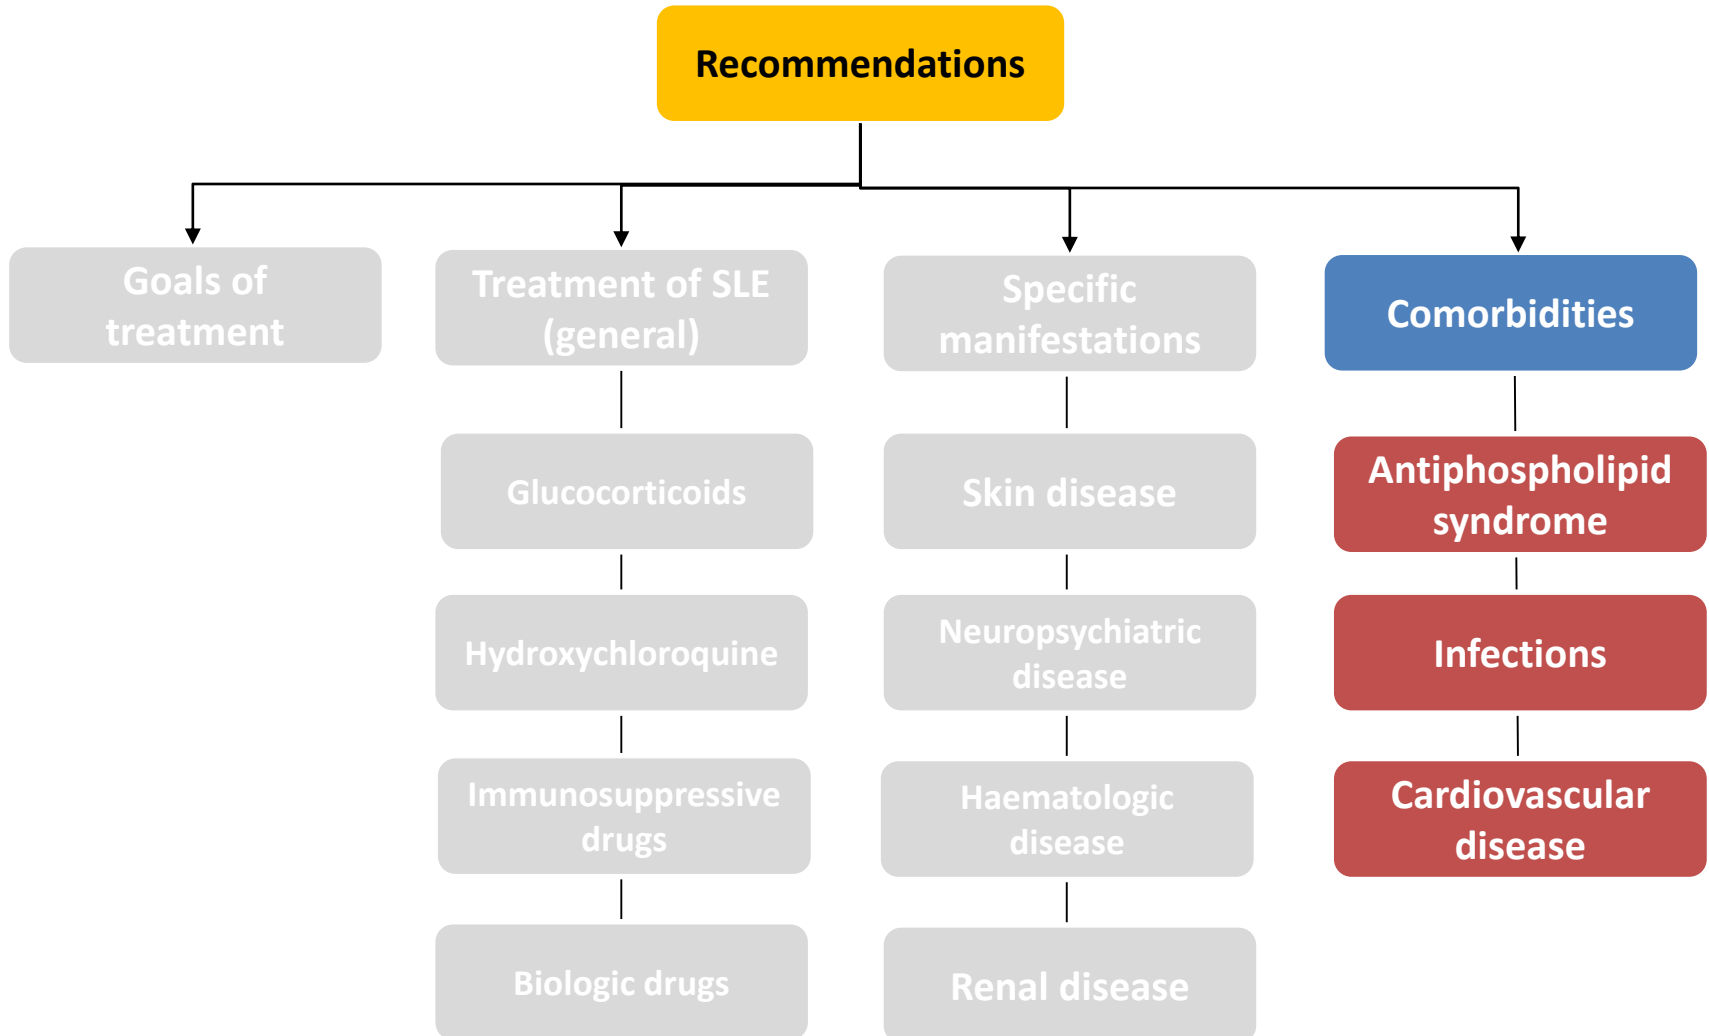 Recommendations
Goals of
treatment
Treatment of SLE
(general)
Specific
manifestations
Comorbidities
Glucocorticoids
Skin disease
Antiphospholipid
syndrome
Hydroxychloroquine
Neuropsychiatric
disease
Infections
Immunosuppressive
drugs
Haematologic
disease
Cardiovascular
disease
Biologic drugs
Renal disease